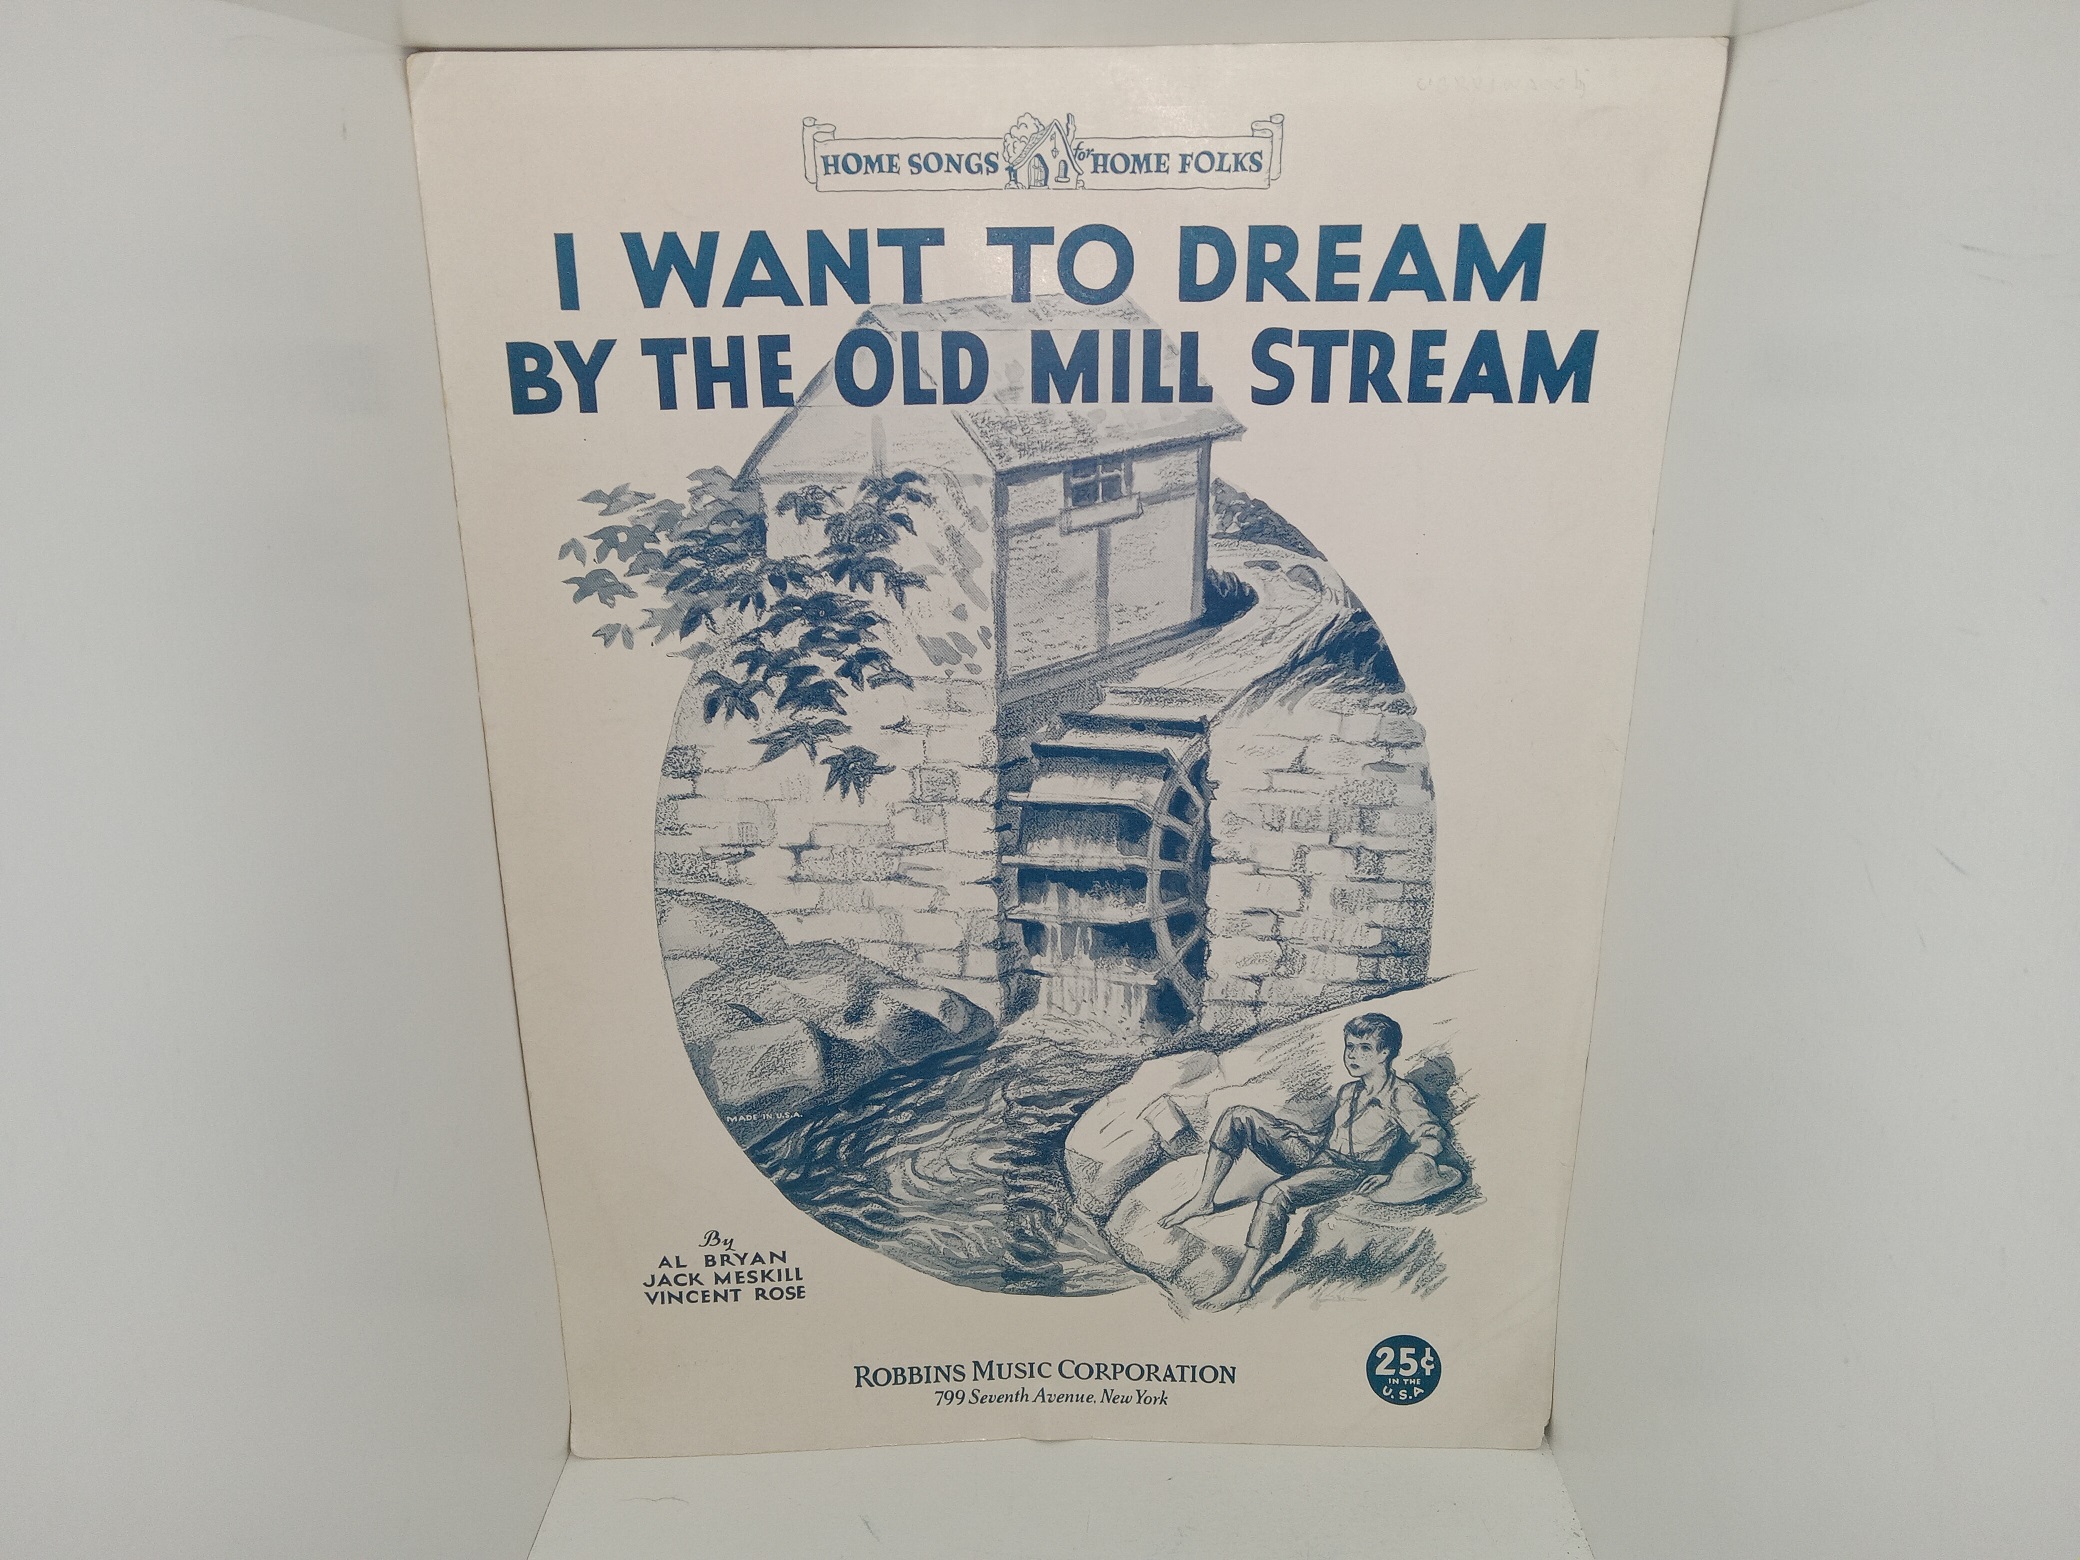 HOME SONGS for HOME FOLKS
I WANT TO DREAM
BY THE OLD MILL STREAM
MADE IN U.S.A.
By
AL BRYAN
JACK MESKILL
VINCENT ROSE
ROBBINS MUSIC CORPORATION
799 Seventh Avenue, New York
25¢
IN THE
U.S.A